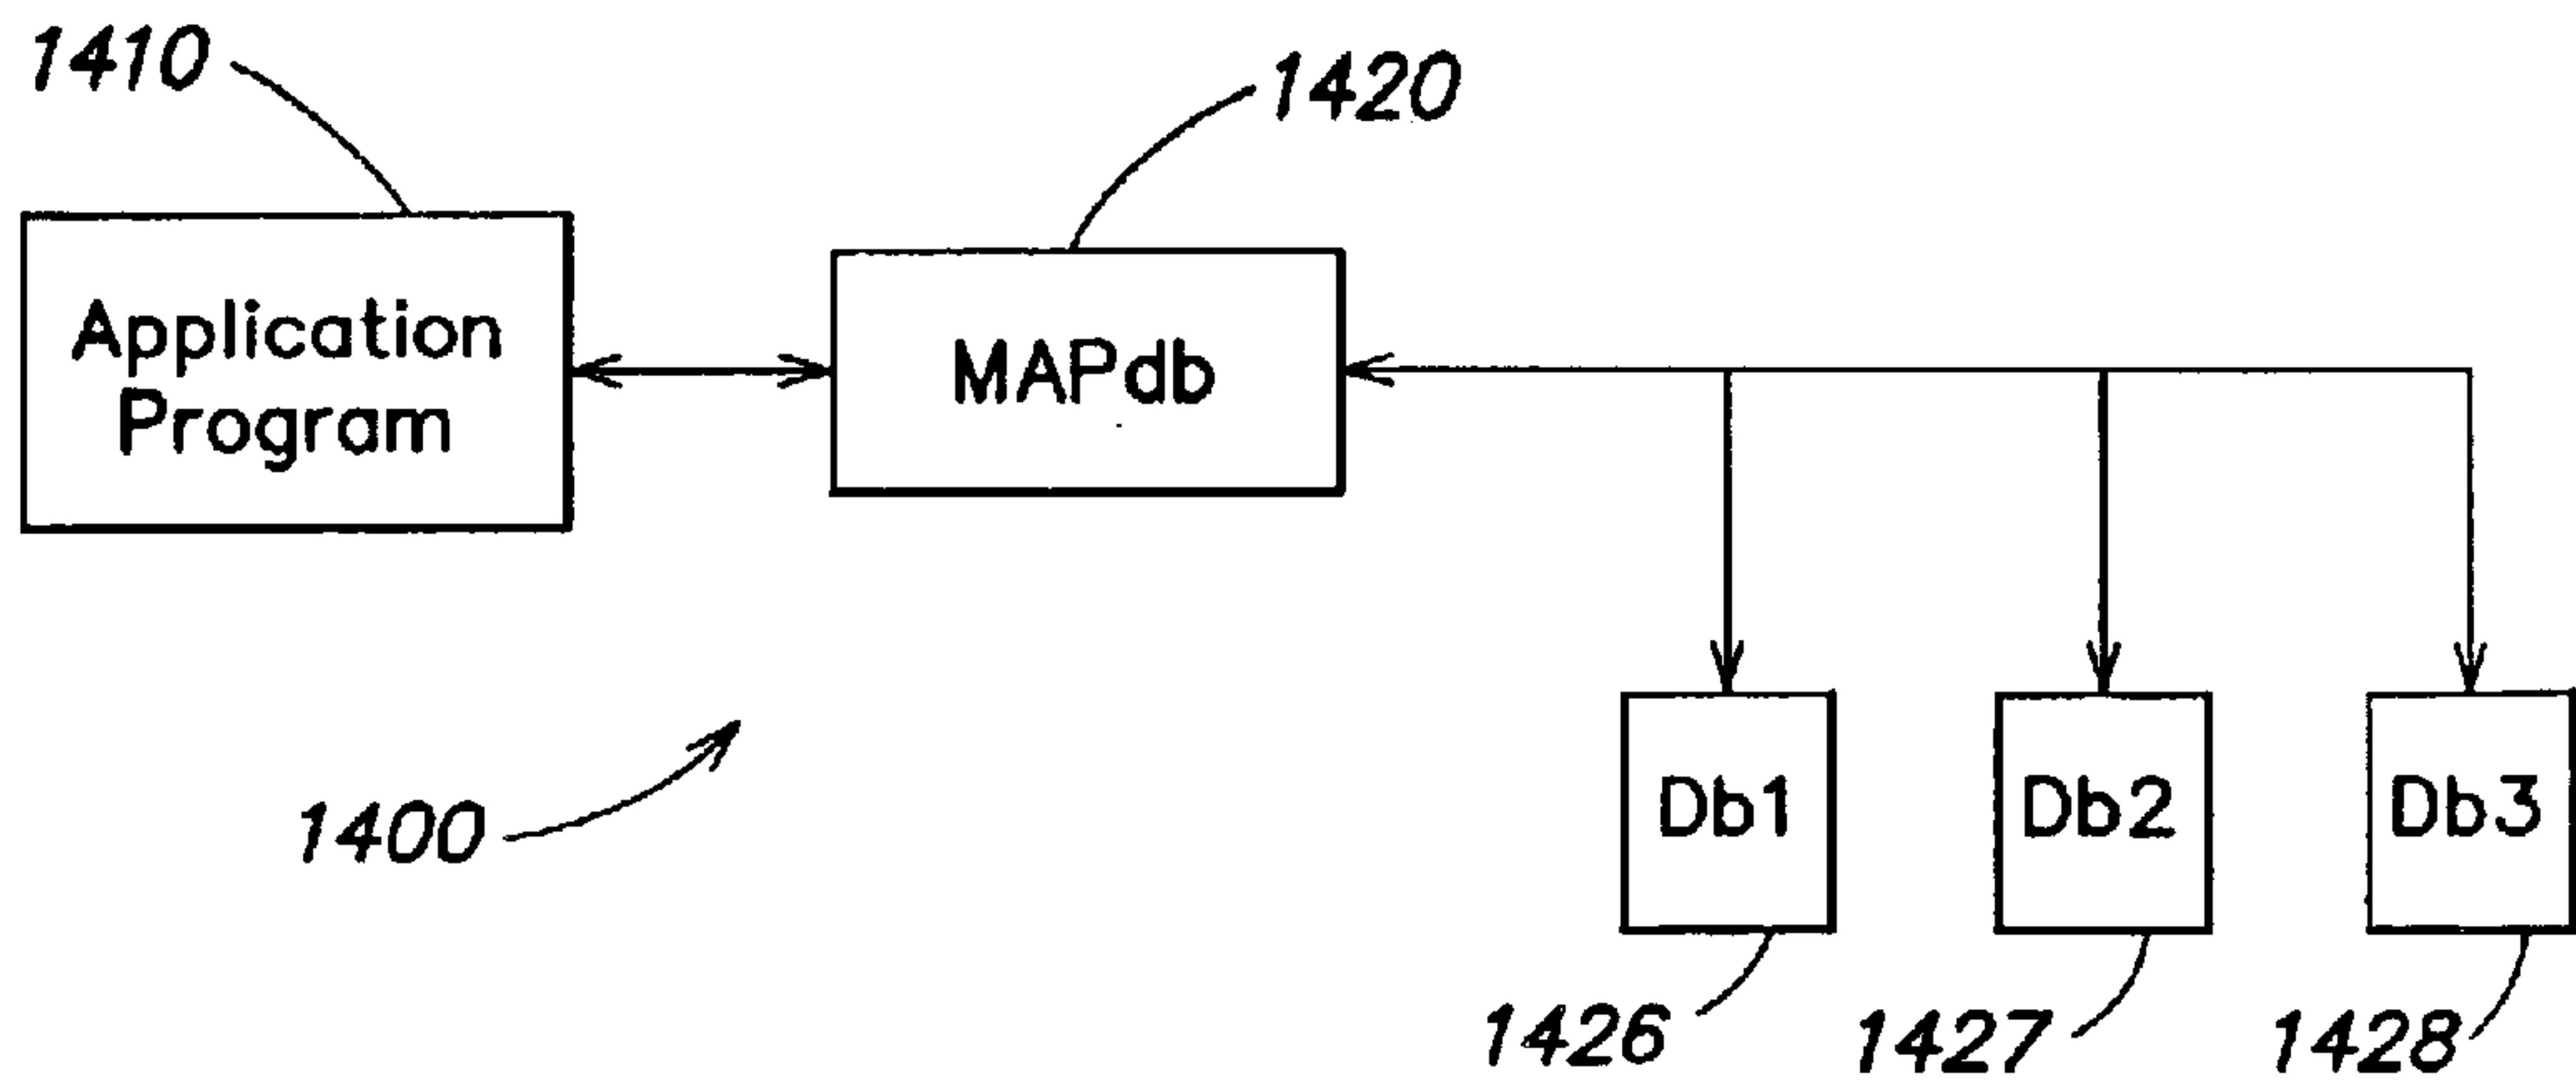 1410
1420
Application
Program
MAPdb
1400
Db1
Db2
Db3
1426
1427
1428